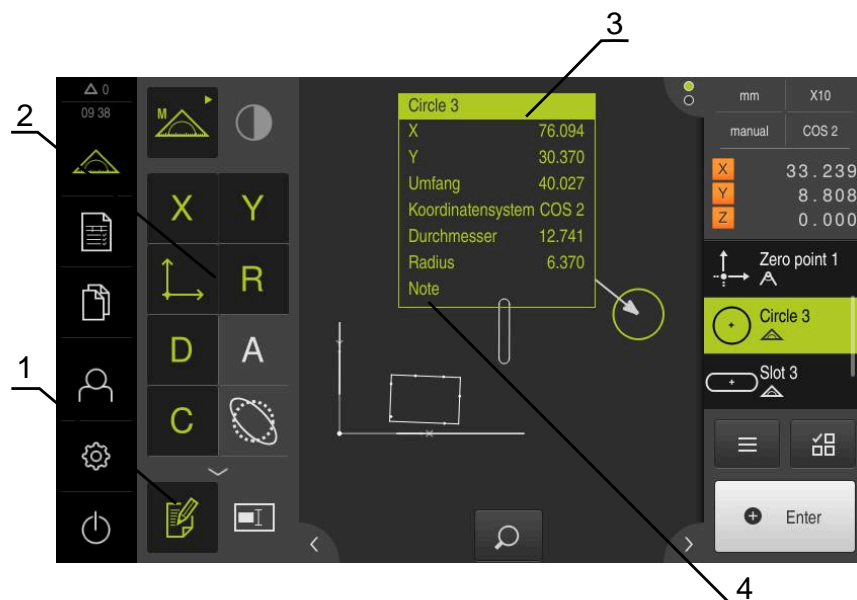 3
2
△ 0
09 38
M
X Y
R
D A
C
1
Circle 3
X 76.094
Y 30.370
Umfang 40.027
Koordinatensystem COS 2
Durchmesser 12.741
Radius 6.370
Note
mm X10
manual COS 2
X 33.239
Y 8.808
Z 0.000
Zero point 1
Circle 3
Slot 3
Enter
4